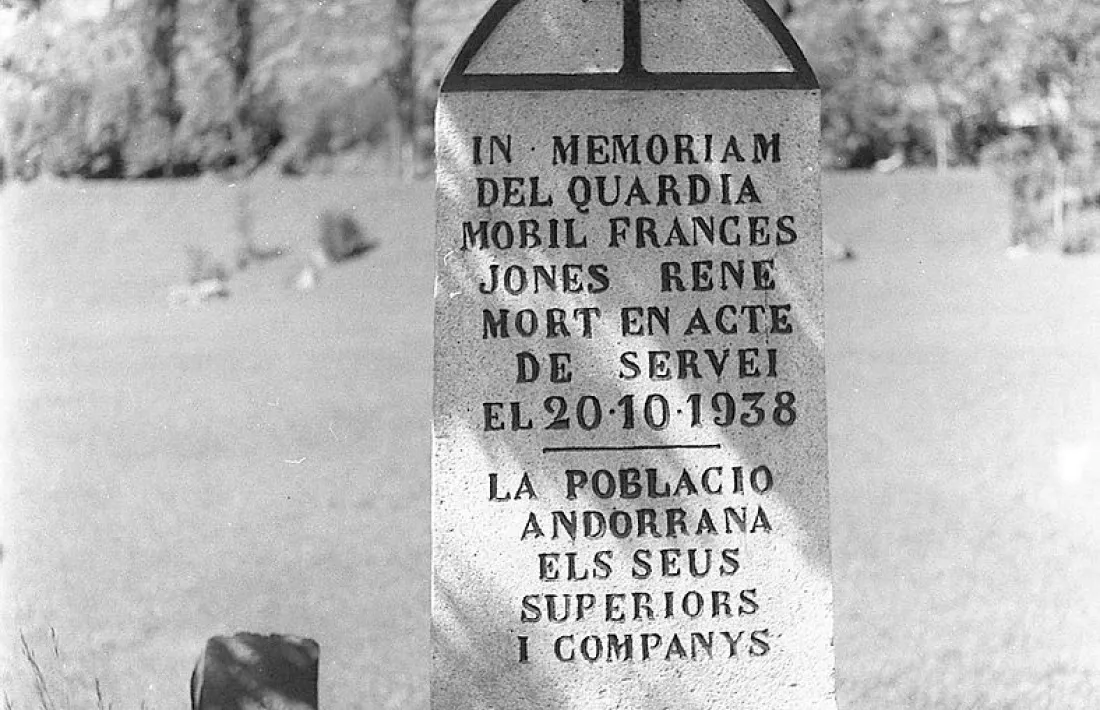 IN · MEMORIAM
DEL QUARDIA
MOBIL FRANCES
JONES RENE
MORT EN ACTE
DE SERVEI
EL 20·10·1938
LA POBLACIO
ANDORRANA
ELS SEUS
SUPERIORS
I COMPANYS